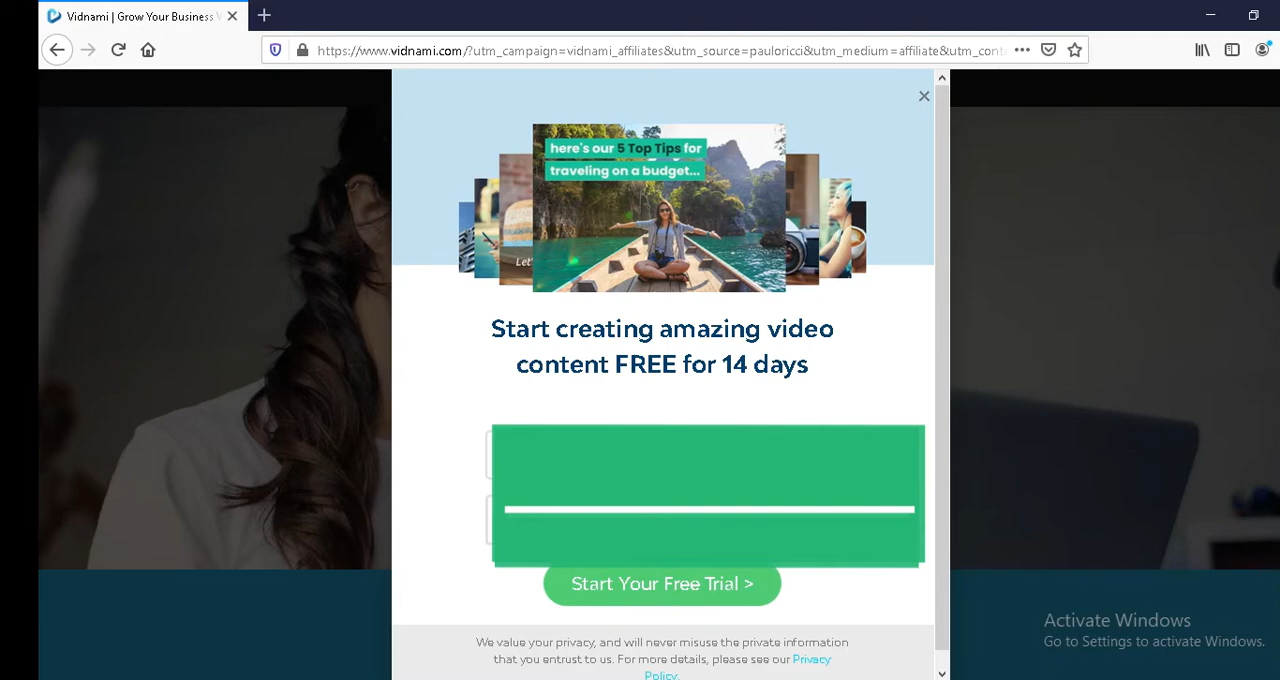 Vidnami | Grow Your Business
https://www.vidnami.com/?utm_campaign=vidnami_affiliates&utm_source=pauloricci&utm_medium=affiliate&utm_cont
here's our 5 Top Tips for
traveling on a budget...
Let'
Start creating amazing video
content FREE for 14 days
Start Your Free Trial >
We value your privacy, and will never misuse the private information
that you entrust to us. For more details, please see our Privacy
Policy.
Activate Windows
Go to Settings to activate Windows.